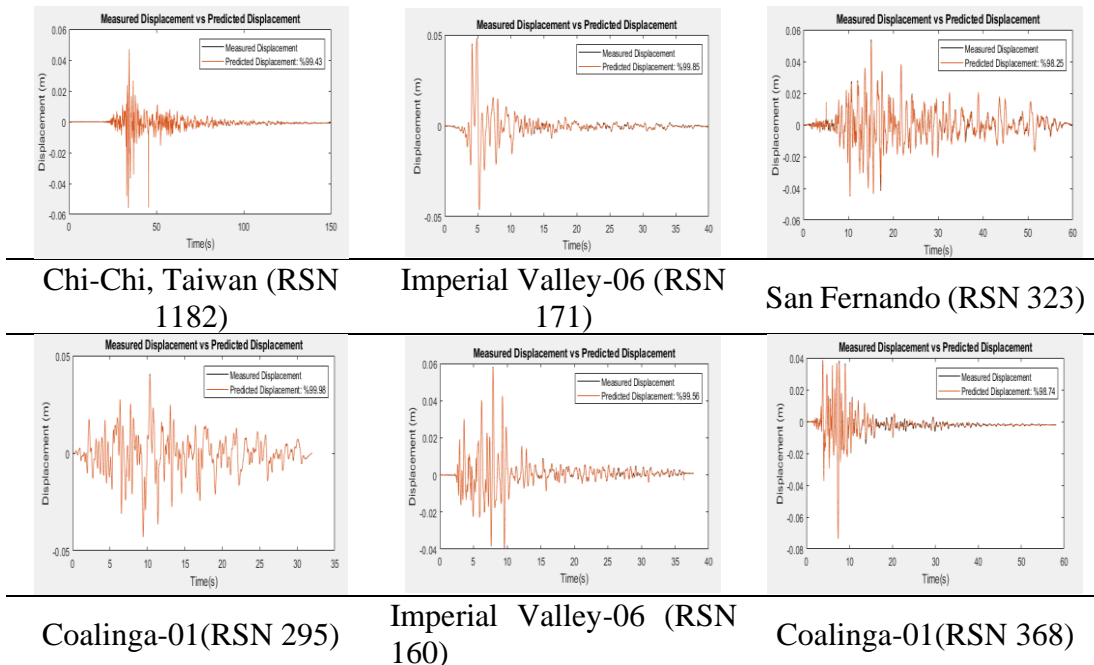 Measured Displacement vs Predicted Displacement
0.06
0.04
0.02
0
-0.02
-0.04
-0.06
Displacement (m)
Measured Displacement
Predicted Displacement: %99.43
0
50
100
150
Time(s)
Measured Displacement vs Predicted Displacement
0.05
0
-0.05
Displacement (m)
Measured Displacement
Predicted Displacement: %99.85
0
5
10
15
20
25
30
35
40
Time(s)
Measured Displacement vs Predicted Displacement
0.06
0.04
0.02
0
-0.02
-0.04
-0.06
Displacement (m)
Measured Displacement
Predicted Displacement: %98.25
0
10
20
30
40
50
60
Time(s)
Chi-Chi, Taiwan (RSN
1182)
Imperial Valley-06 (RSN
171)
San Fernando (RSN 323)
Measured Displacement vs Predicted Displacement
0.05
0
-0.05
Displacement (m)
Measured Displacement
Predicted Displacement: %99.98
0
5
10
15
20
25
30
35
Time(s)
Measured Displacement vs Predicted Displacement
0.06
0.04
0.02
0
-0.02
-0.04
Displacement (m)
Measured Displacement
Predicted Displacement: %99.56
0
5
10
15
20
25
30
35
40
Time(s)
Measured Displacement vs Predicted Displacement
0.04
0.02
0
-0.02
-0.04
-0.06
-0.08
Displacement (m)
Measured Displacement
Predicted Displacement: %98.74
0
10
20
30
40
50
60
Time(s)
Coalinga-01(RSN 295)
Imperial Valley-06 (RSN
160)
Coalinga-01(RSN 368)